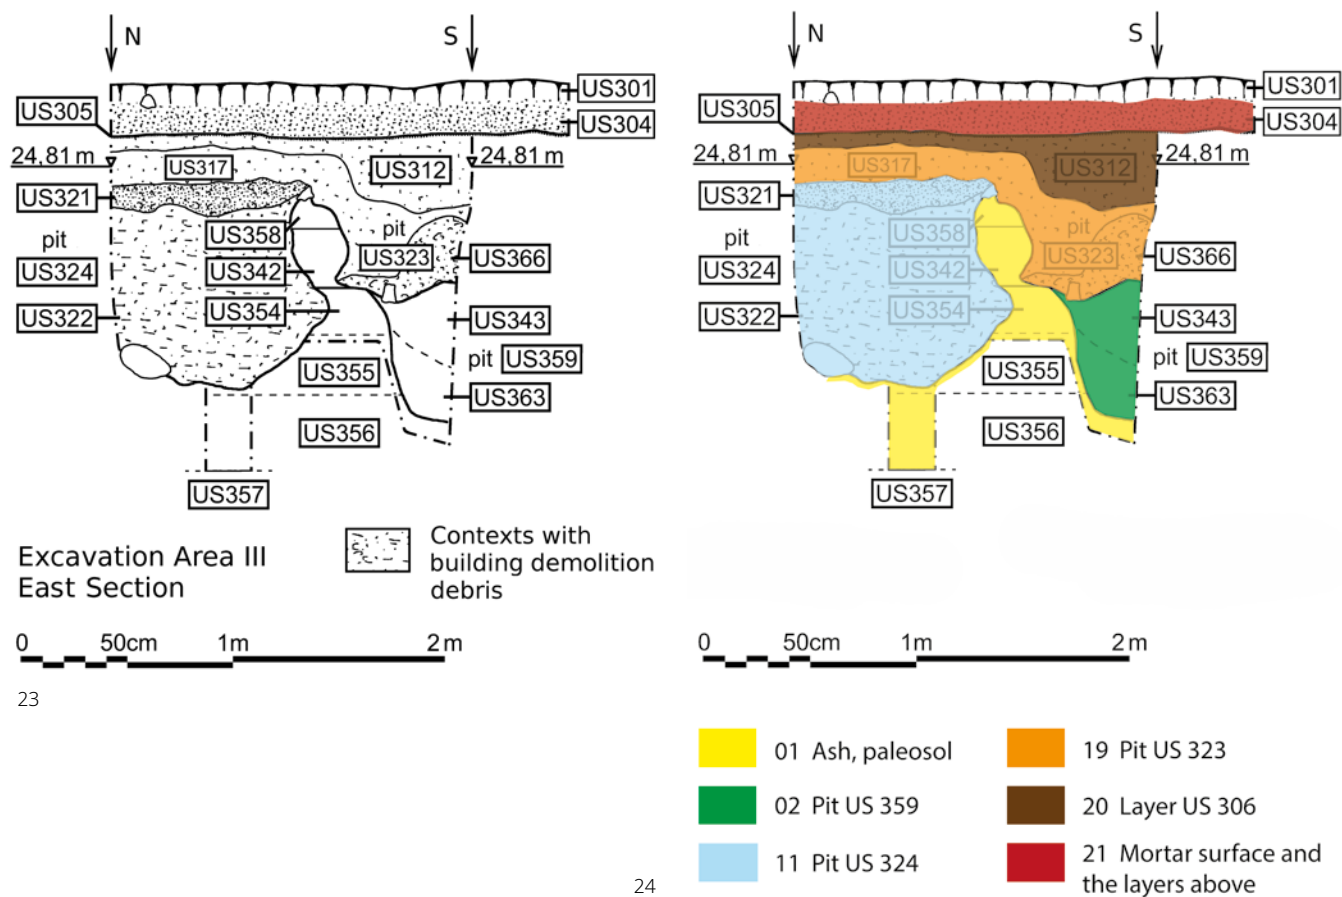 N
S
US301
US305
US304
24,81 m
24,81 m
US317
US312
US321
pit
US358
pit
US324
US342
US323
US366
US322
US354
US343
pit US359
US355
US363
US356
US357
Excavation Area III
East Section
Contexts with
building demolition
debris
0 50cm 1m 2 m
23
N
S
US301
US305
US304
24,81 m
24,81 m
US317
US312
US321
pit
US358
pit
US324
US342
US323
US366
US322
US354
US343
pit US359
US355
US363
US356
US357
0 50cm 1m 2 m
01 Ash, paleosol
02 Pit US 359
11 Pit US 324
19 Pit US 323
20 Layer US 306
21 Mortar surface and
the layers above
24